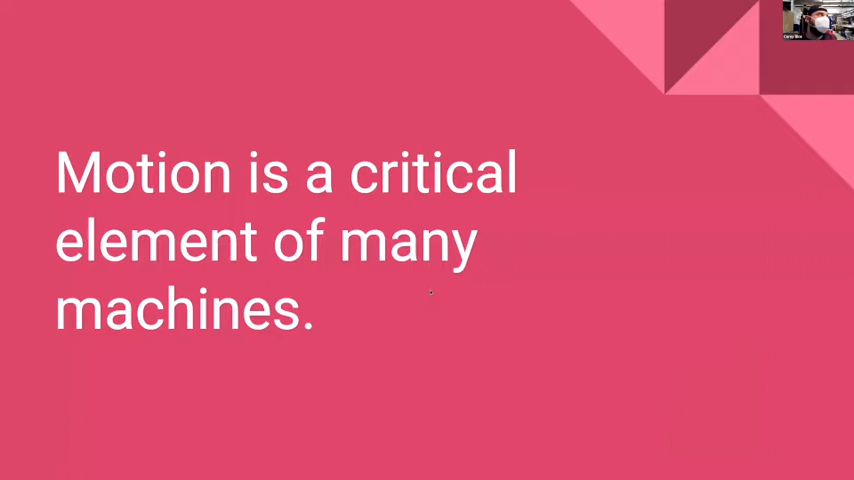 Motion is a critical
element of many
machines.